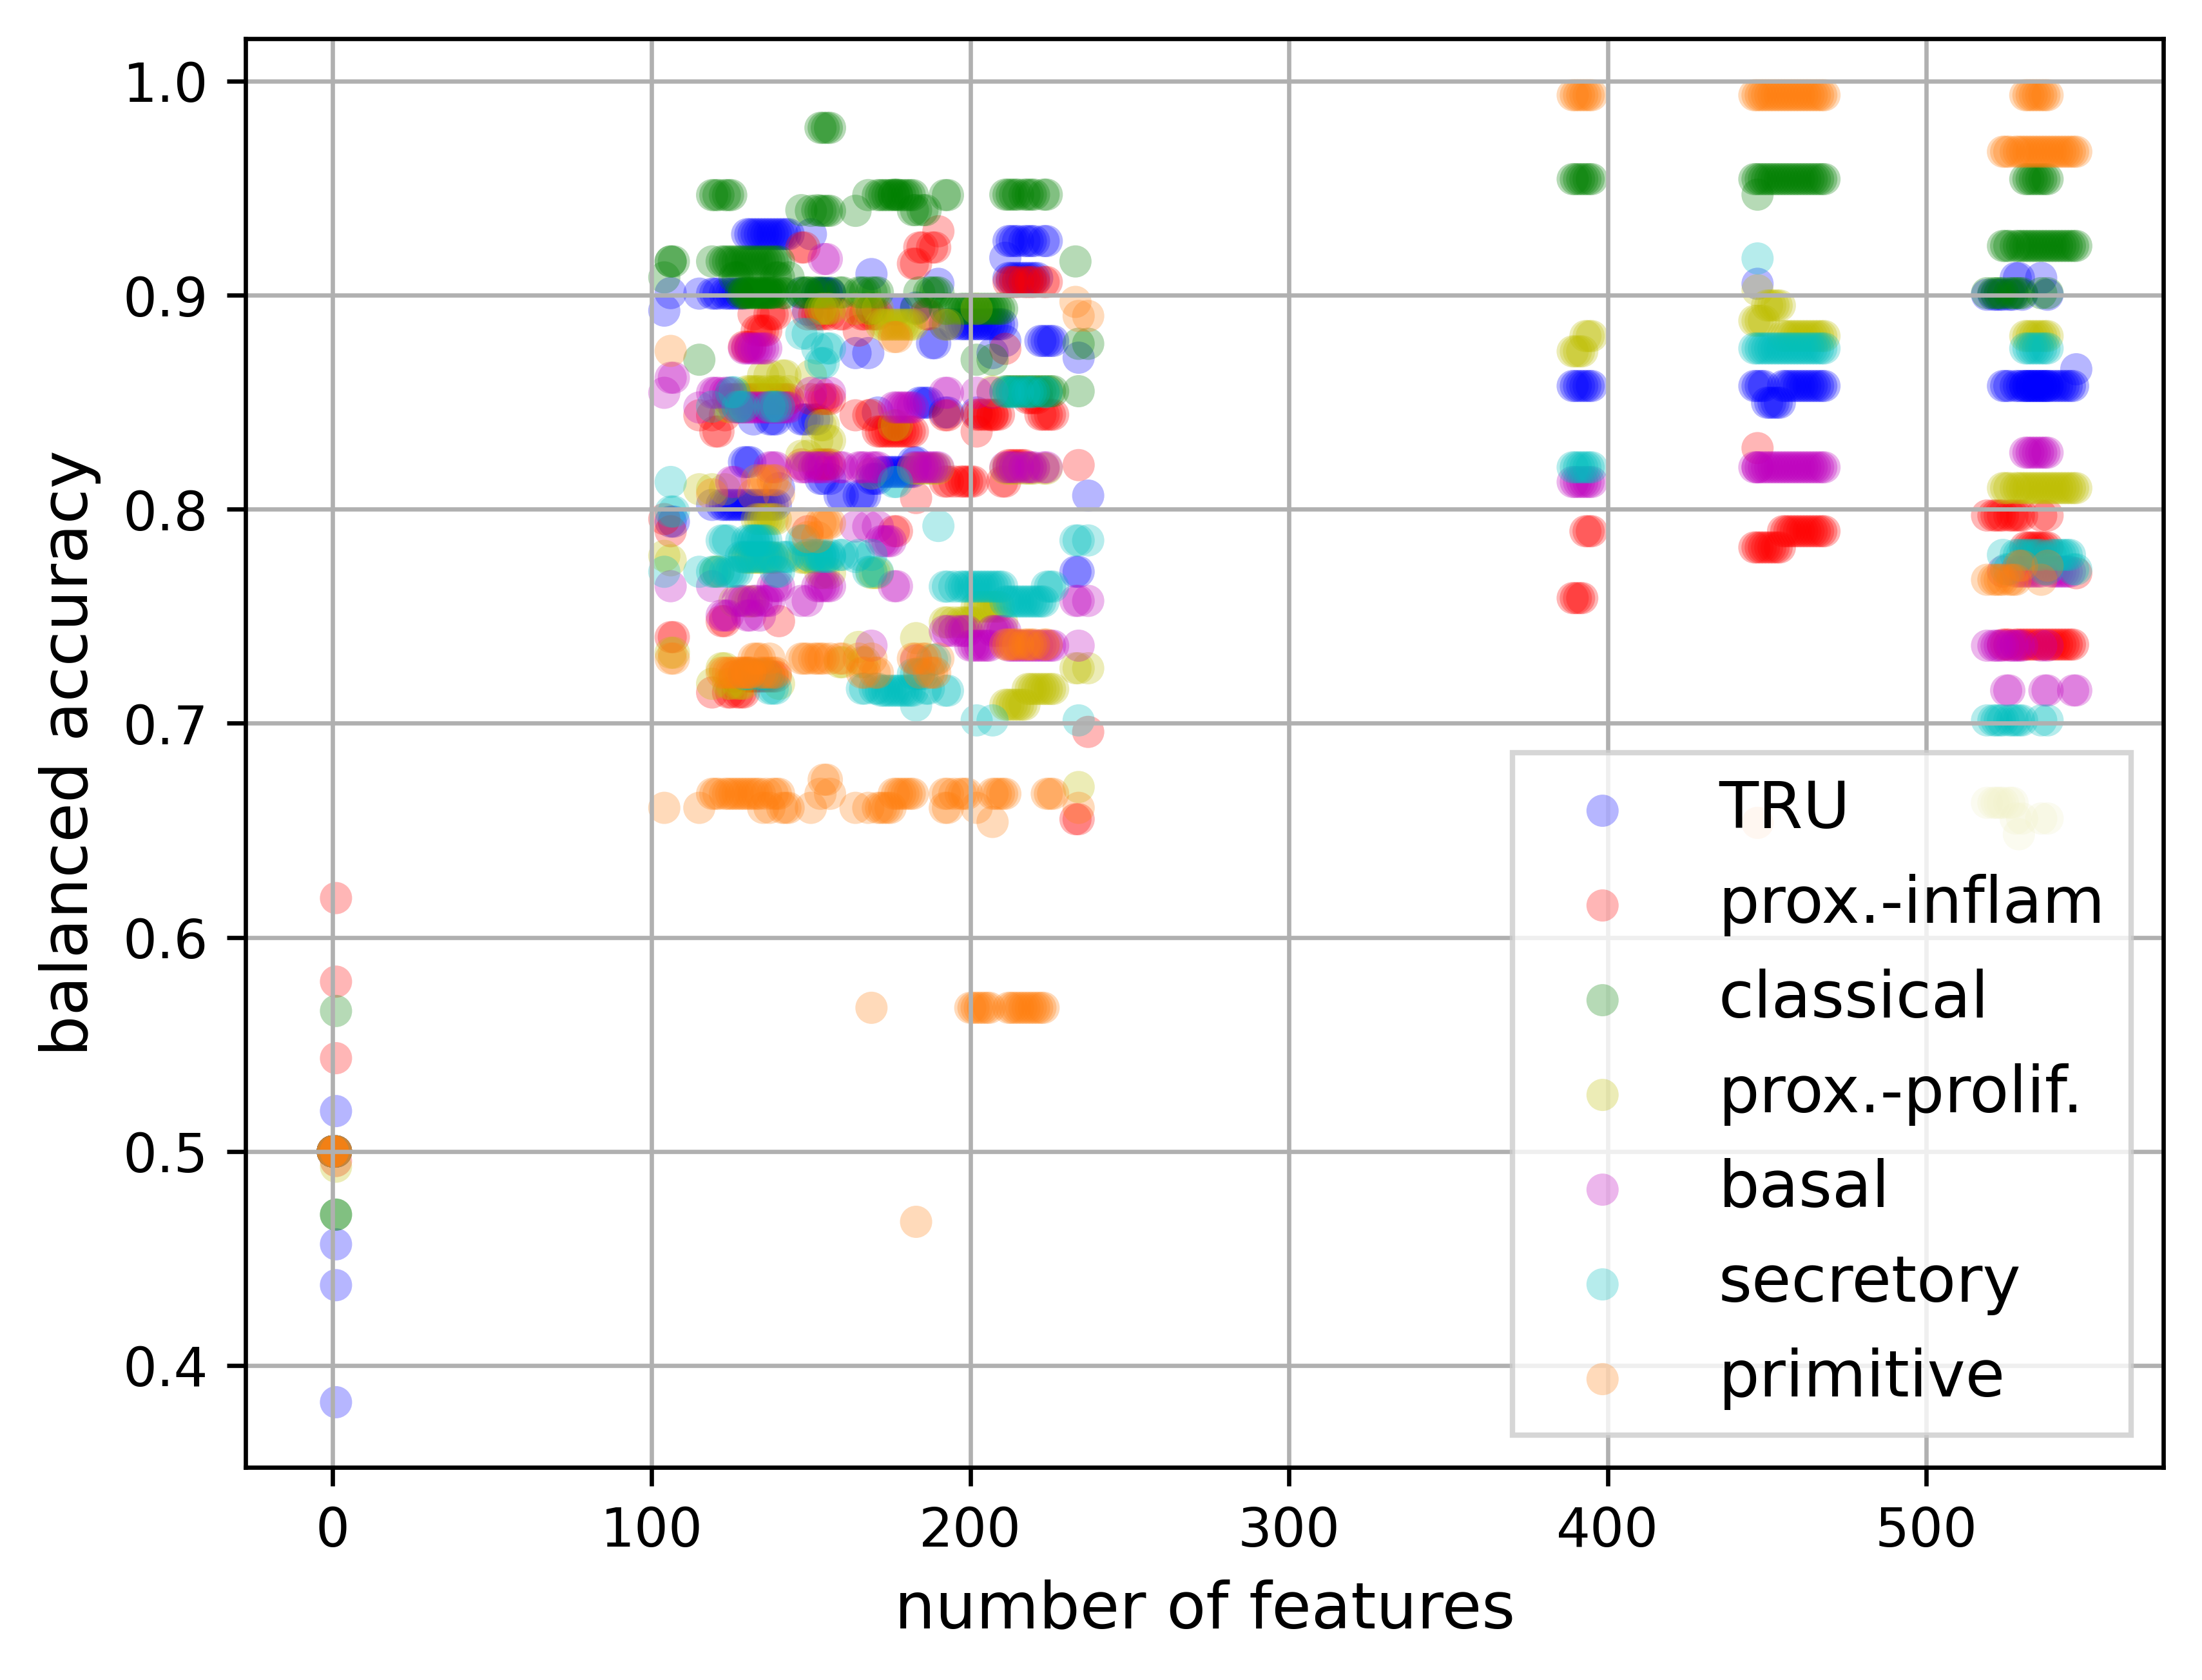 1.0
0.9
0.8
0.7
0.6
0.5
0.4
balanced accuracy
TRU
prox.-inflam
classical
prox.-prolif.
basal
secretory
primitive
0 100 200 300 400 500
number of features